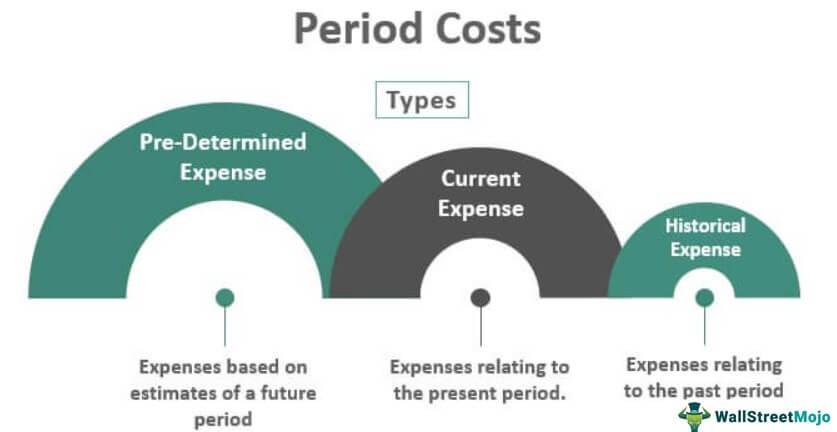 Period Costs
Types
Pre-Determined
Expense
Current
Expense
Historical
Expense
Expenses based on
estimates of a future
period
Expenses relating to
the present period.
Expenses relating
to the past period
WallStreetMojo